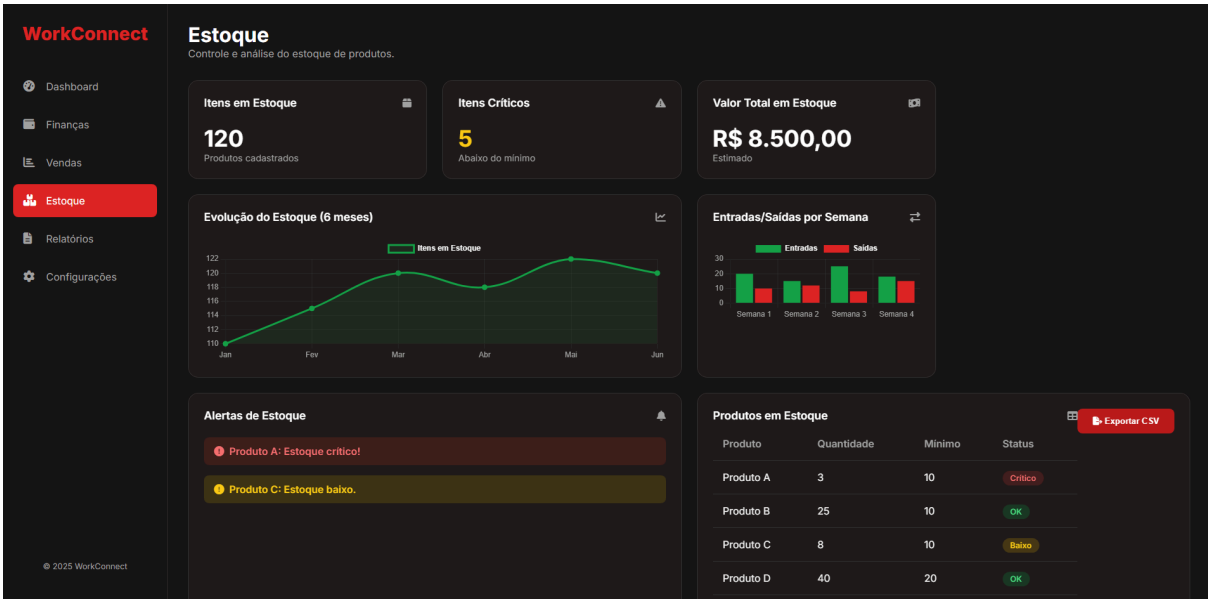 WorkConnect
Dashboard
Finanças
Vendas
Estoque
Relatórios
Configurações
© 2025 WorkConnect
Estoque
Controle e análise do estoque de produtos.
Itens em Estoque
120
Produtos cadastrados
Itens Críticos
5
Abaixo do mínimo
Valor Total em Estoque
R$ 8.500,00
Estimado
Evolução do Estoque (6 meses)
Itens em Estoque
122
120
118
116
114
112
110
Jan Fev Mar Abr Mai Jun
Entradas/Saídas por Semana
Entradas Saídas
30
20
10
0
Semana 1 Semana 2 Semana 3 Semana 4
Alertas de Estoque
Produto A: Estoque crítico!
Produto C: Estoque baixo.
Produtos em Estoque
Exportar CSV
Produto Quantidade Mínimo Status
Produto A 3 10 Crítico
Produto B 25 10 OK
Produto C 8 10 Baixo
Produto D 40 20 OK